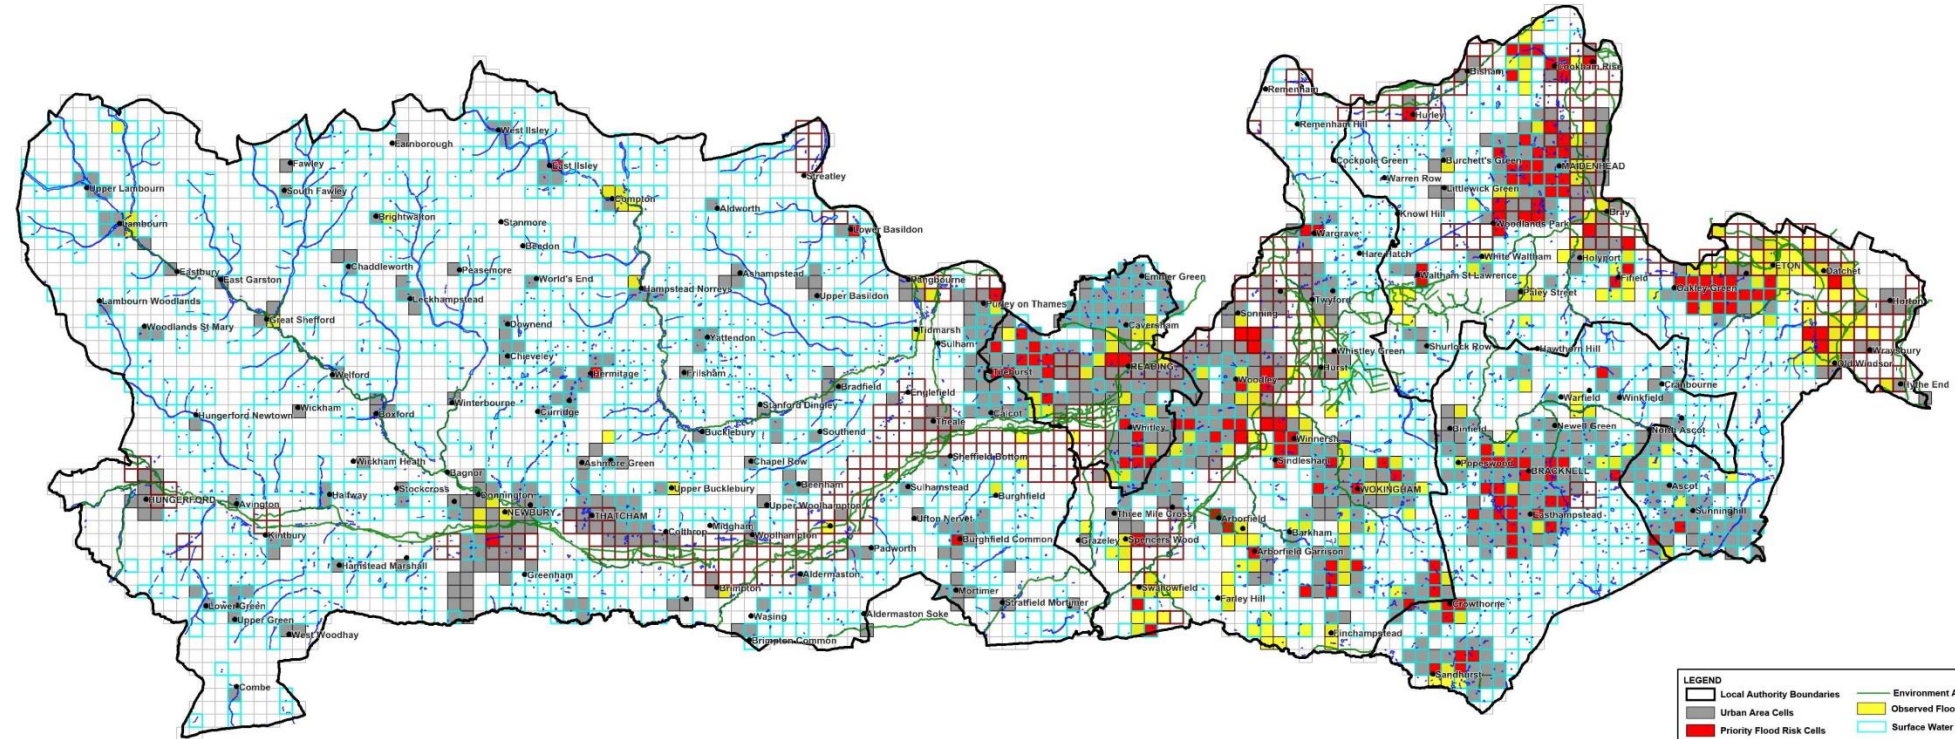 Bisham
Cookham Rise
Remenham
Hurley
Remenham Hill
West Ilsley
Farnborough
Fawley
East Ilsley
Streatley
Cockpole Green
Burchett's Green
MAIDENHEAD
Upper Lambourn
South Fawley
Compton
Warren Row
Littlewick Green
Lambourn
Brightwalton
Stanmore
Aldworth
Lower Basildon
Knowl Hill
Bray
Woodlands Park
Wargrave
Beedon
Hare Hatch
White Waltham
Holyport
Eastbury
East Garston
Chaddleworth
Peasemore
World's End
Ashampstead
Pangbourne
Emmer Green
Waltham St Lawrence
Fifield
ETON
Datchet
Lambourn Woodlands
Leckhampstead
Hampstead Norreys
Upper Basildon
Purley on Thames
Twyford
Paley Street
Oakley Green
Horton
Woodlands St Mary
Great Shefford
Downend
Tidmarsh
Caversham
Sonning
Yattendon
Sulham
Whistley Green
Shurlock Row
Hawthorn Hill
Wraysbury
Chieveley
Welford
Hermitage
Frilsham
Tilehurst
READING
Woodley
Hurst
Old Windsor
Cranbourne
Hythe End
Bradfield
Englefield
Wickham
Winterbourne
Curridge
Stanford Dingley
Calcot
Warfield
Winkfield
Hungerford Newtown
Boxford
Bucklebury
Southend
Theale
Whitley
Winnersh
Binfield
Newell Green
North Ascot
Wickham Heath
Ashmore Green
Chapel Row
Sheffield Bottom
Sindlesham
Popeswood
BRACKNELL
Bagnor
HUNGERFORD
Avington
Halfway
Stockcross
Donnington
Upper Bucklebury
Beenham
Sulhamstead
Burghfield
WOKINGHAM
Ascot
NEWBURY
THATCHAM
Upper Woolhampton
Ufton Nervet
Three Mile Cross
Arborfield
Easthampstead
Sunninghill
Kintbury
Colthrop
Midgham
Woolhampton
Padworth
Burghfield Common
Grazeley
Spencers Wood
Barkham
Arborfield Garrison
Hamstead Marshall
Greenham
Brimpton
Aldermaston
Mortimer
Swallowfield
Farley Hill
Crowthorne
Lower Green
Upper Green
Wasing
Aldermaston Soke
Stratfield Mortimer
West Woodhay
Brimpton Common
Finchampstead
Combe
Sandhurst
LEGEND
Local Authority Boundaries
Environment A
Urban Area Cells
Observed Floo
Priority Flood Risk Cells
Surface Water